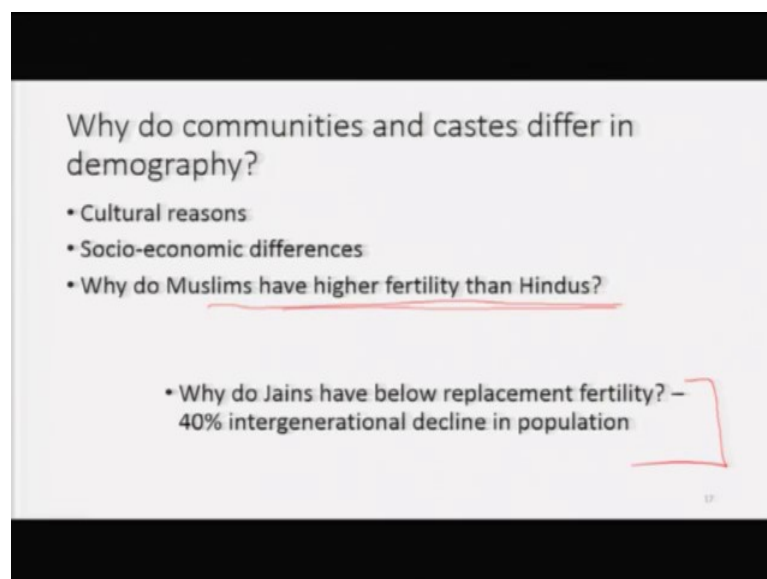 Why do communities and castes differ in
demography?
• Cultural reasons
• Socio-economic differences
• Why do Muslims have higher fertility than Hindus?
• Why do Jains have below replacement fertility? –
40% intergenerational decline in population
17